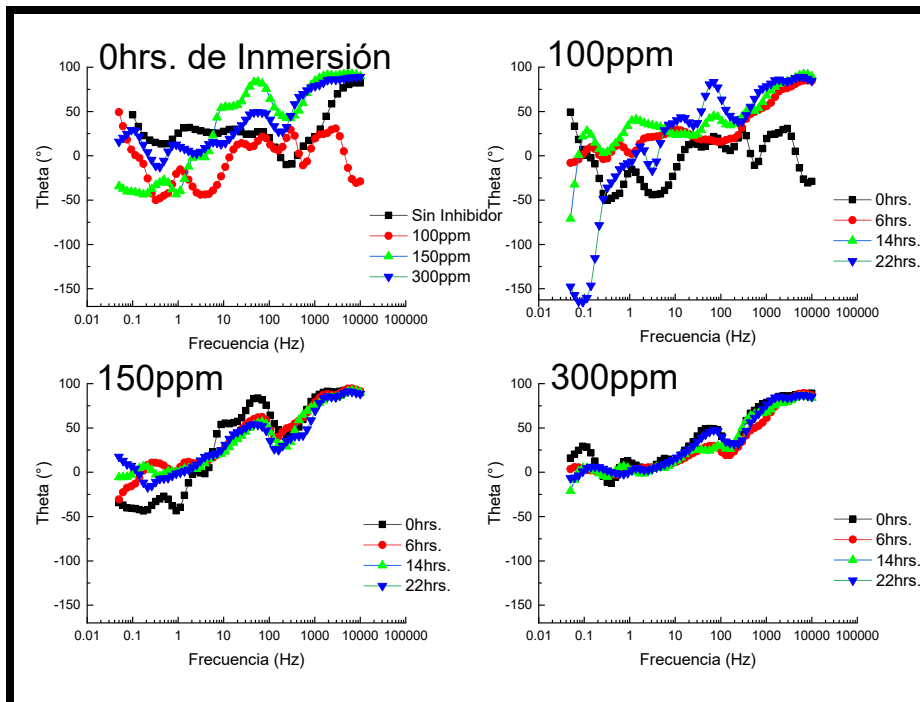 0hrs. de Inmersión
100
50
0
-50
-100
-150
Theta (°)
Sin Inhibidor
100ppm
150ppm
300ppm
0.01 0.1 1 10 100 1000 10000 100000
Frecuencia (Hz)
100ppm
100
50
0
-50
-100
-150
Theta (°)
0hrs.
6hrs.
14hrs.
22hrs.
0.01 0.1 1 10 100 1000 10000 100000
Frecuencia (Hz)
150ppm
100
50
0
-50
-100
-150
Theta (°)
0hrs.
6hrs.
14hrs.
22hrs.
0.01 0.1 1 10 100 1000 10000 100000
Frecuencia (Hz)
300ppm
100
50
0
-50
-100
-150
Theta (°)
0hrs.
6hrs.
14hrs.
22hrs.
0.01 0.1 1 10 100 1000 10000 100000
Frecuencia (Hz)